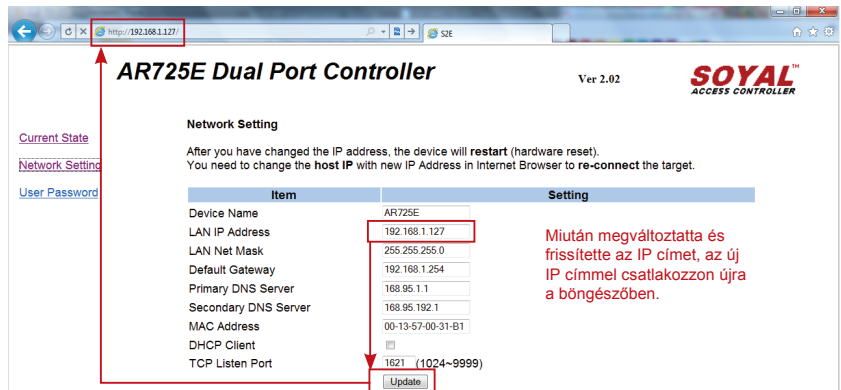 http://192.168.1.127/
S2E
AR725E Dual Port Controller
Ver 2.02
SOYAL™
ACCESS CONTROLLER
Current State
Network Setting
User Password
Network Setting
After you have changed the IP address, the device will restart (hardware reset).
You need to change the host IP with new IP Address in Internet Browser to re-connect the target.
Item Setting
Device Name AR725E
LAN IP Address 192.168.1.127
LAN Net Mask 255.255.255.0
Default Gateway 192.168.1.254
Primary DNS Server 168.95.1.1
Secondary DNS Server 168.95.192.1
MAC Address 00-13-57-00-31-B1
DHCP Client
TCP Listen Port 1621 (1024~9999)
Update
Miután megváltoztatta és
frissítette az IP címet, az új
IP címmel csatlakozzon újra
a böngészőben.